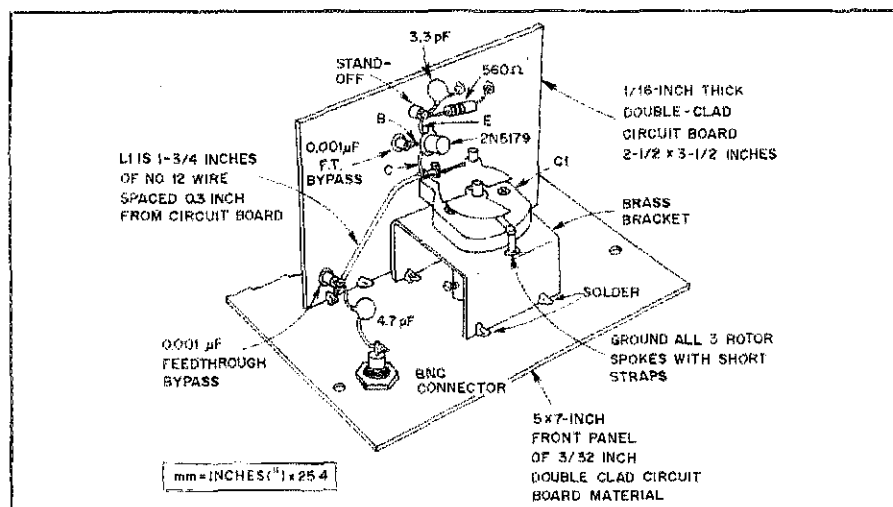 3.3 pF
STAND-
OFF
560Ω
B
E
2N5179
0.001µF
F.T.
BYPASS
C
C1
1/16-INCH THICK
DOUBLE-CLAD
CIRCUIT BOARD
2-1/2 x 3-1/2 INCHES
L1 IS 1-3/4 INCHES
OF NO. 12 WIRE
SPACED 0.3 INCH
FROM CIRCUIT BOARD
BRASS
BRACKET
SOLDER
4.7 pF
0.001 µF
FEEDTHROUGH
BYPASS
BNC
CONNECTOR
GROUND ALL 3 ROTOR
SPOKES WITH SHORT
STRAPS
5 x 7-INCH
FRONT PANEL
OF 3/32 INCH
DOUBLE CLAD CIRCUIT
BOARD MATERIAL
mm = INCHES(") x 25.4